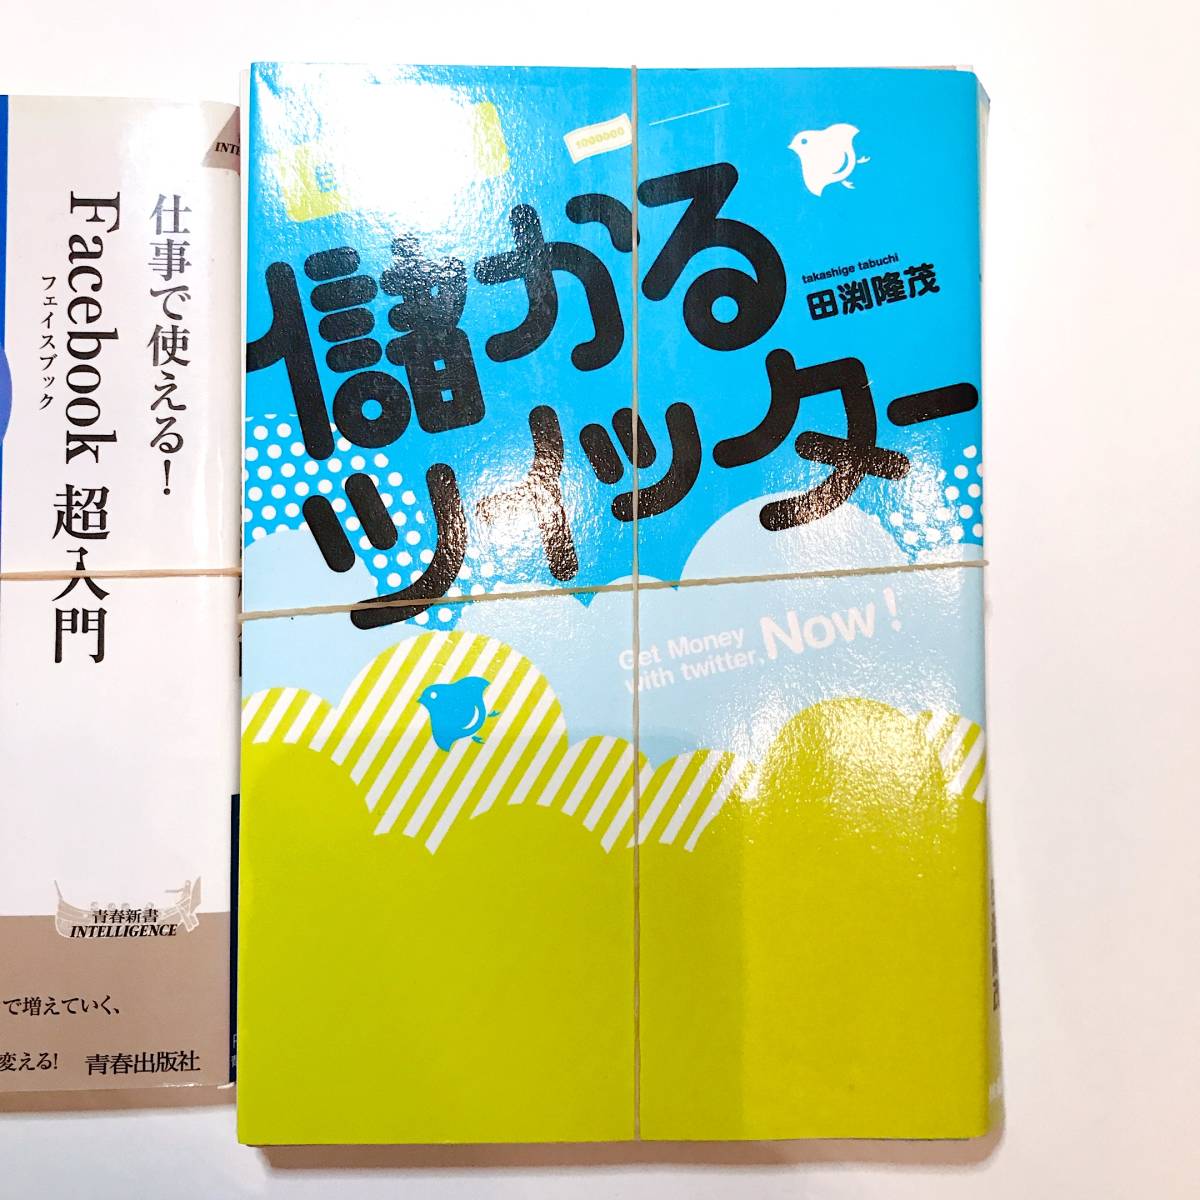 仕事で使える!
Facebook 超入門
フェイスブック
青春新書
INTELLIGENCE
で増えていく、
変える!
青春出版社
1000000
儲かる
ツイッター
takashige tabuchi
田渕隆茂
Get Money
with twitter,
Now!